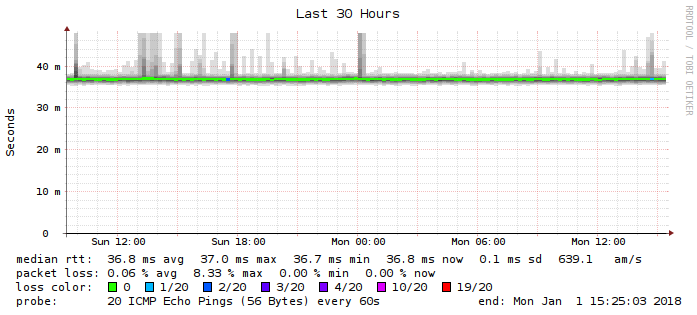 Last 30 Hours
RRDTOOL / TOBI OETIKER
Seconds
40 m
30 m
20 m
10 m
0
Sun 12:00 Sun 18:00 Mon 00:00 Mon 06:00 Mon 12:00
median rtt: 36.8 ms avg 37.0 ms max 36.7 ms min 36.8 ms now 0.1 ms sd 639.1 am/s
packet loss: 0.06 % avg 8.33 % max 0.00 % min 0.00 % now
loss color: 0 1/20 2/20 3/20 4/20 10/20 19/20
probe: 20 ICMP Echo Pings (56 Bytes) every 60s end: Mon Jan 1 15:25:03 2018